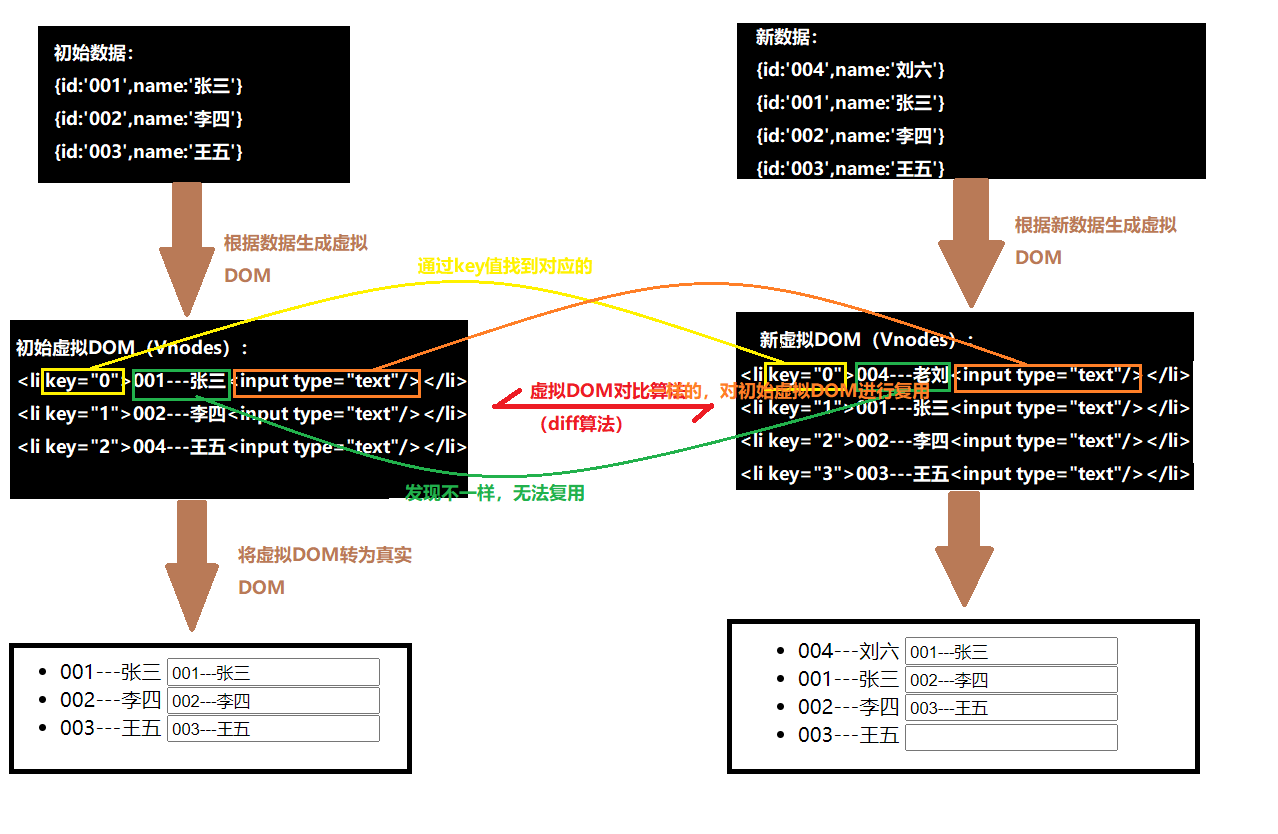 初始数据：
{id:'001',name:'张三'}
{id:'002',name:'李四'}
{id:'003',name:'王五'}
新数据：
{id:'004',name:'刘六'}
{id:'001',name:'张三'}
{id:'002',name:'李四'}
{id:'003',name:'王五'}
根据数据生成虚拟
DOM
根据新数据生成虚拟
DOM
通过key值找到对应的
初始虚拟DOM（Vnodes）：
<li key="0">001---张三<input type="text"/></li>
<li key="1">002---李四<input type="text"/></li>
<li key="2">004---王五<input type="text"/></li>
虚拟DOM对比算法
（diff算法）
样的，对初始虚拟DOM进行复用
新虚拟DOM（Vnodes）：
<li key="0">004---老刘<input type="text"/> </li>
<li key="1">001---张三<input type="text"/></li>
<li key="2">002---李四<input type="text"/></li>
<li key="3">003---王五<input type="text"/></li>
发现不一样，无法复用
将虚拟DOM转为真实
DOM
001---张三 001---张三
002---李四 002---李四
003---王五 003---王五
004---刘六 001---张三
001---张三 002---李四
002---李四 003---王五
003---王五